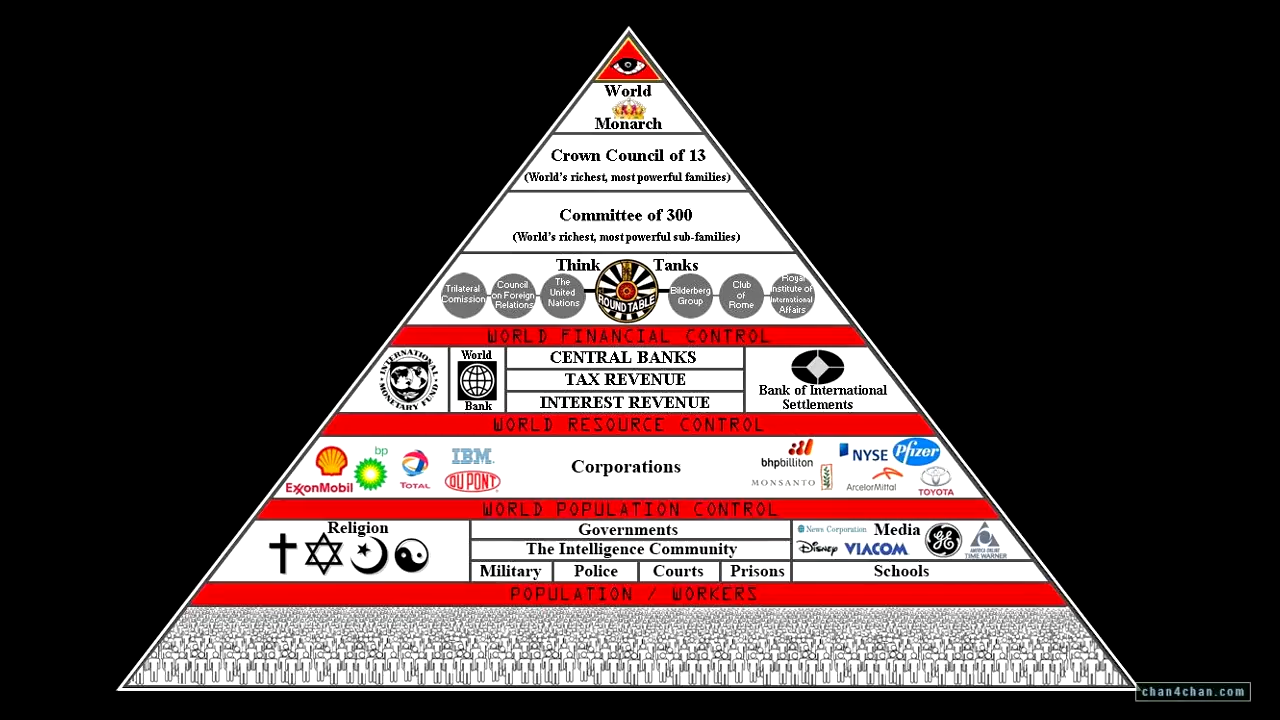 World
Monarch
Crown Council of 13
(World's richest, most powerful families)
Committee of 300
(World's richest, most powerful sub-families)
Think Tanks
Trilateral
Comission
Council
on Foreign
Relations
The
United
Nations
ROUND TABLE
Bilderberg
Group
Club
of
Rome
Royal
Institute of
International
Affairs
WORLD FINANCIAL CONTROL
INTERNATIONAL
MONETARY FUND
World
Bank
CENTRAL BANKS
TAX REVENUE
INTEREST REVENUE
Bank of International
Settlements
WORLD RESOURCE CONTROL
ExxonMobil
bp
TOTAL
IBM
DU PONT
Corporations
bhpbilliton
MONSANTO
NYSE
Pfizer
ArcelorMittal
TOYOTA
WORLD POPULATION CONTROL
Religion
Governments
The Intelligence Community
Military Police Courts Prisons
News Corporation
Media
Disney
VIACOM
GE
AMERICA ONLINE
TIME WARNER
Schools
POPULATION / WORKERS
chan4chan.com